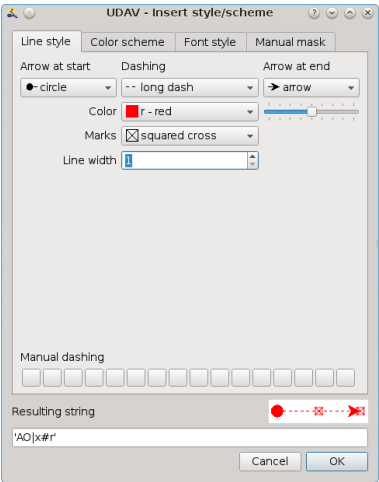 UDAV - Insert style/scheme
Line style Color scheme Font style Manual mask
Arrow at start Dashing Arrow at end
circle -- long dash arrow
Color r - red
Marks squared cross
Line width 1
Manual dashing
Resulting string
'AO|x#r'
Cancel OK